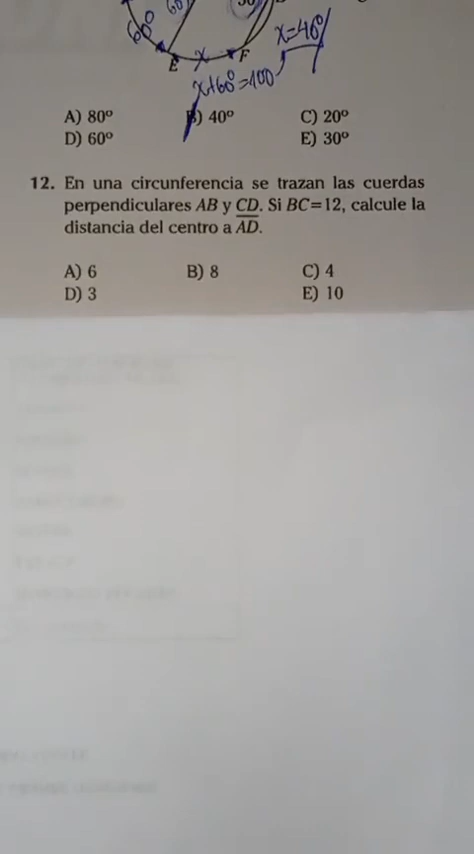 60°
60
30
x=40°
x
E
F
x+60°=100
A) 80° B) 40° C) 20°
D) 60° E) 30°
12. En una circunferencia se trazan las cuerdas
perpendiculares AB y CD. Si BC=12, calcule la
distancia del centro a AD.
A) 6 B) 8 C) 4
D) 3 E) 10